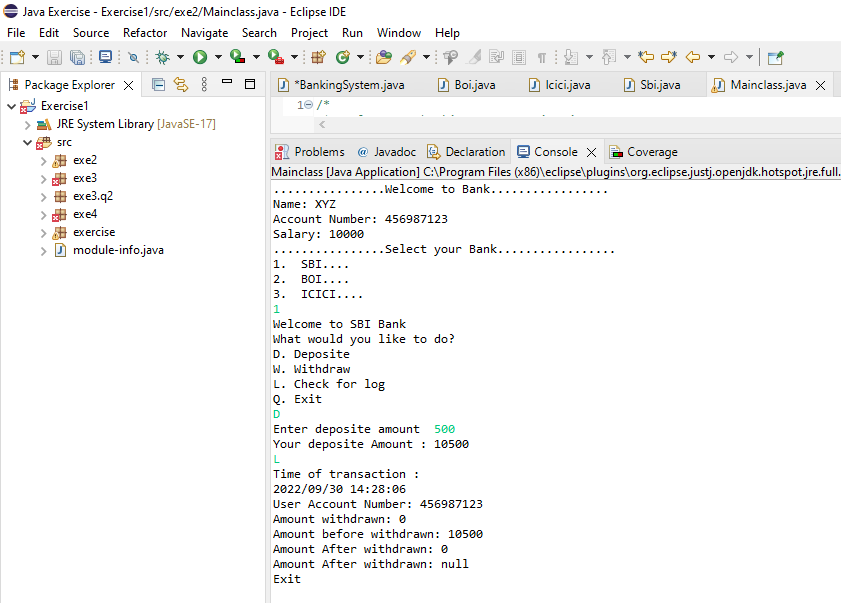 Java Exercise - Exercise1/src/exe2/Mainclass.java - Eclipse IDE
File Edit Source Refactor Navigate Search Project Run Window Help
Package Explorer
Exercise1
JRE System Library [JavaSE-17]
src
exe2
exe3
exe3.q2
exe4
exercise
module-info.java
*BankingSystem.java Boi.java Icici.java Sbi.java Mainclass.java
1 /*
Problems Javadoc Declaration Console Coverage
Mainclass [Java Application] C:\Program Files (x86)\eclipse\plugins\org.eclipse.justj.openjdk.hotspot.jre.full.
................Welcome to Bank.................
Name: XYZ
Account Number: 456987123
Salary: 10000
................Select your Bank.................
1.  SBI....
2.  BOI....
3.  ICICI....
1
Welcome to SBI Bank
What would you like to do?
D. Deposite
W. Withdraw
L. Check for log
Q. Exit
D
Enter deposite amount  500
Your deposite Amount : 10500
L
Time of transaction :
2022/09/30 14:28:06
User Account Number: 456987123
Amount withdrawn: 0
Amount before withdrawn: 10500
Amount After withdrawn: 0
Amount After withdrawn: null
Exit